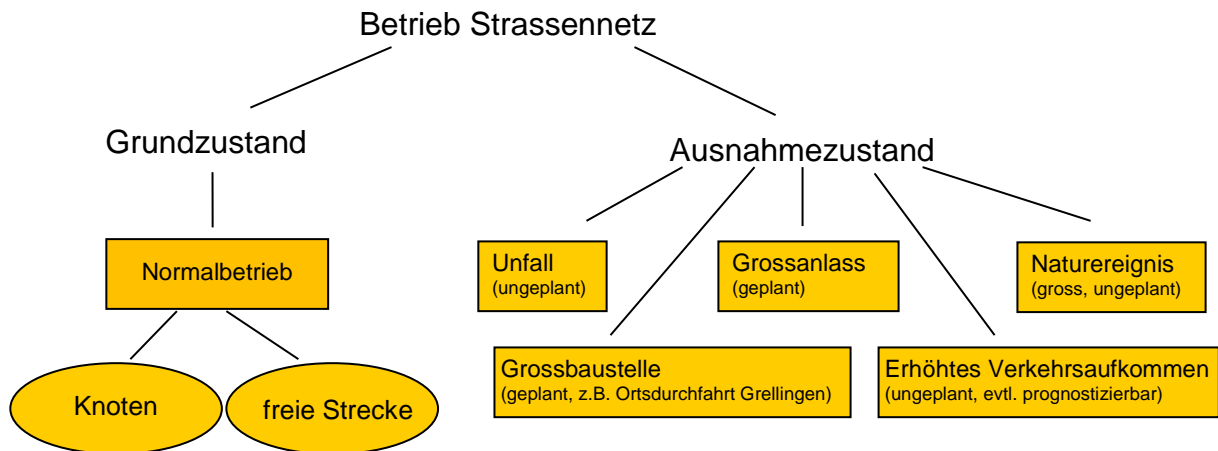 Betrieb Strassennetz
Grundzustand
Ausnahmezustand
Normalbetrieb
Unfall
(ungeplant)
Grossanlass
(geplant)
Naturereignis
(gross, ungeplant)
Grossbaustelle
(geplant, z.B. Ortsdurchfahrt Grellingen)
Erhöhtes Verkehrsaufkommen
(ungeplant, evtl. prognostizierbar)
Knoten
freie Strecke